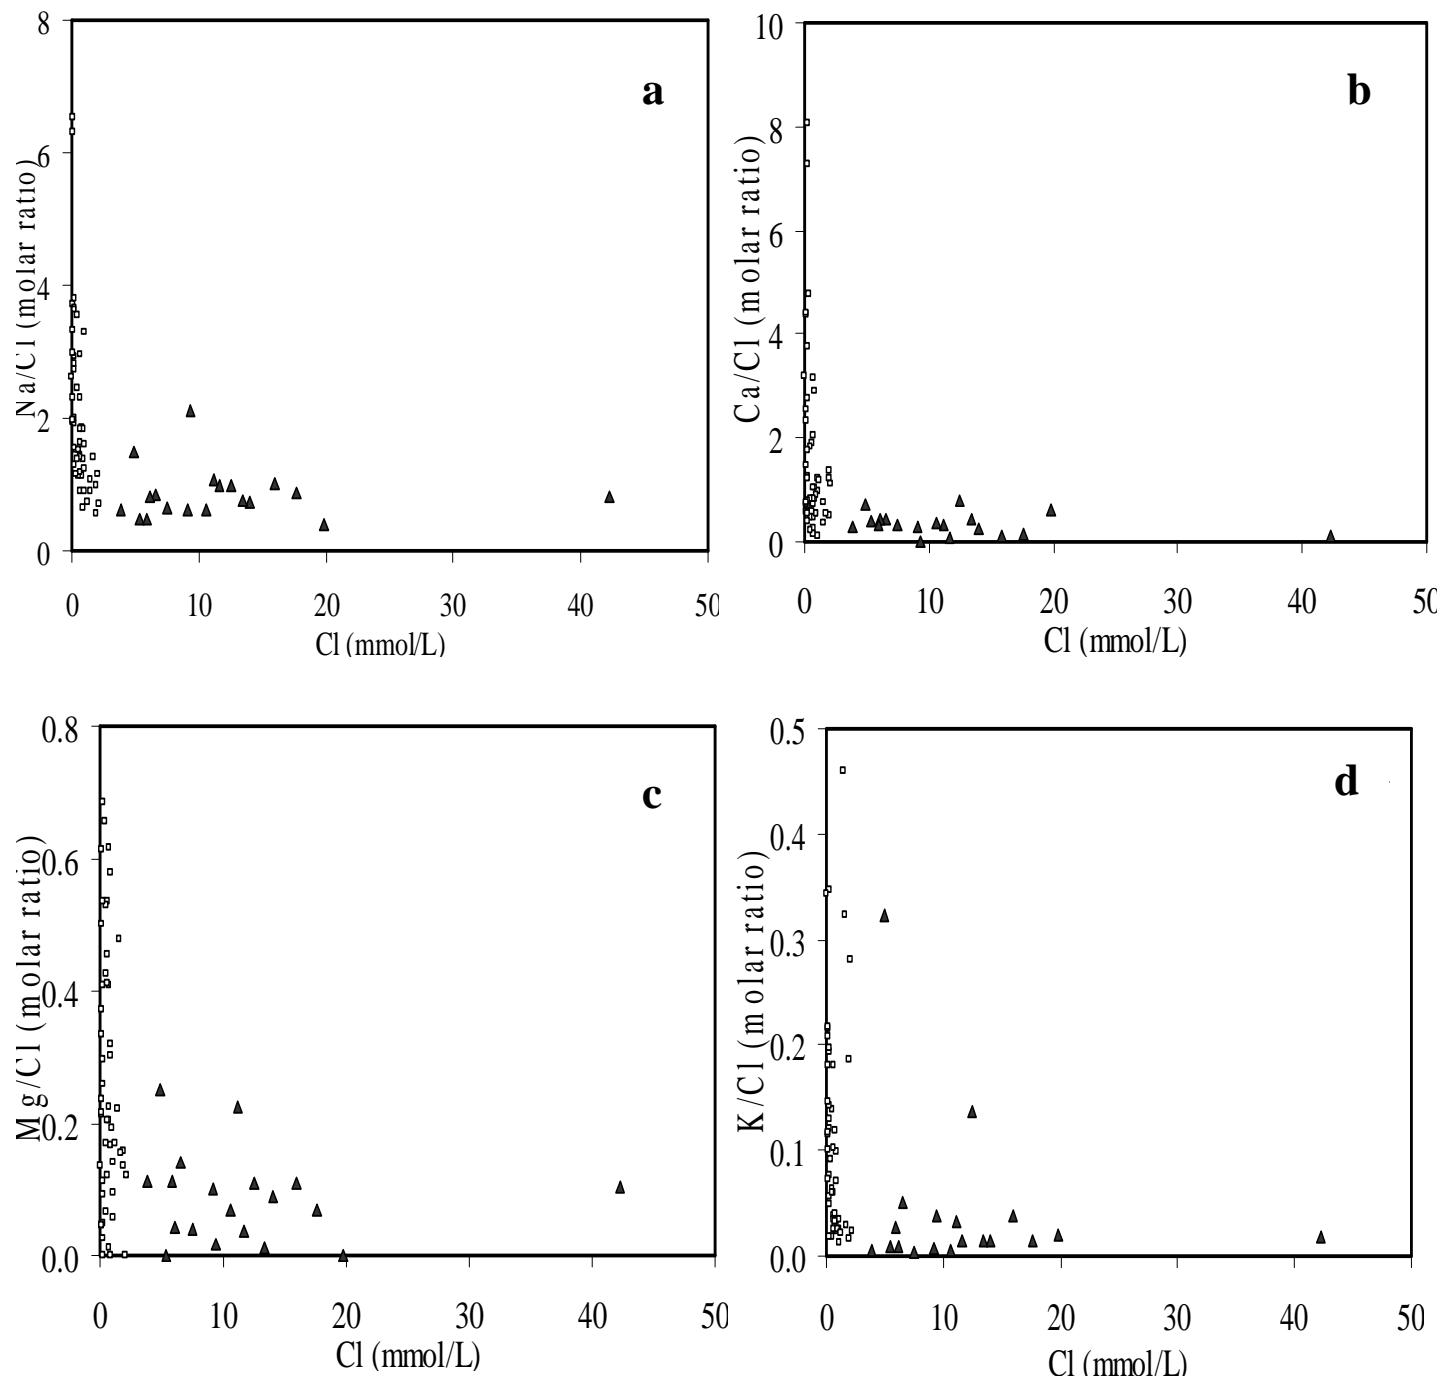 8
a
6
Na/Cl (molar ratio)
4
2
0
0 10 20 30 40 50
Cl (mmol/L)
10
b
8
Ca/Cl (molar ratio)
6
4
2
0
0 10 20 30 40 50
Cl (mmol/L)
0.8
c
0.6
Mg/Cl (molar ratio)
0.4
0.2
0.0
0 10 20 30 40 50
Cl (mmol/L)
0.5
d
0.4
K/Cl (molar ratio)
0.3
0.2
0.1
0.0
0 10 20 30 40 50
Cl (mmol/L)